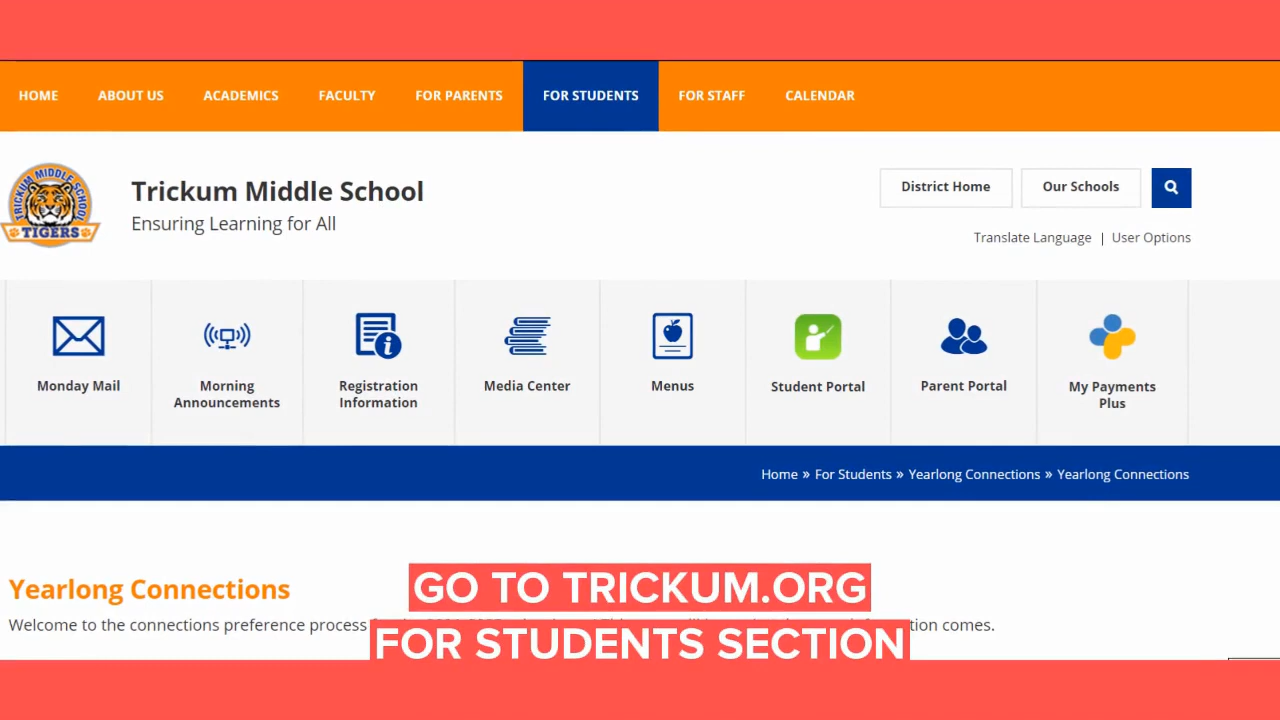 HOME ABOUT US ACADEMICS FACULTY FOR PARENTS FOR STUDENTS FOR STAFF CALENDAR
TRICKUM MIDDLE SCHOOL
TIGERS
Trickum Middle School
Ensuring Learning for All
District Home Our Schools
Translate Language | User Options
Monday Mail
Morning
Announcements
Registration
Information
Media Center
Menus
Student Portal
Parent Portal
My Payments
Plus
Home » For Students » Yearlong Connections » Yearlong Connections
Yearlong Connections
Welcome to the connections preference process comes.
GO TO TRICKUM.ORG
FOR STUDENTS SECTION